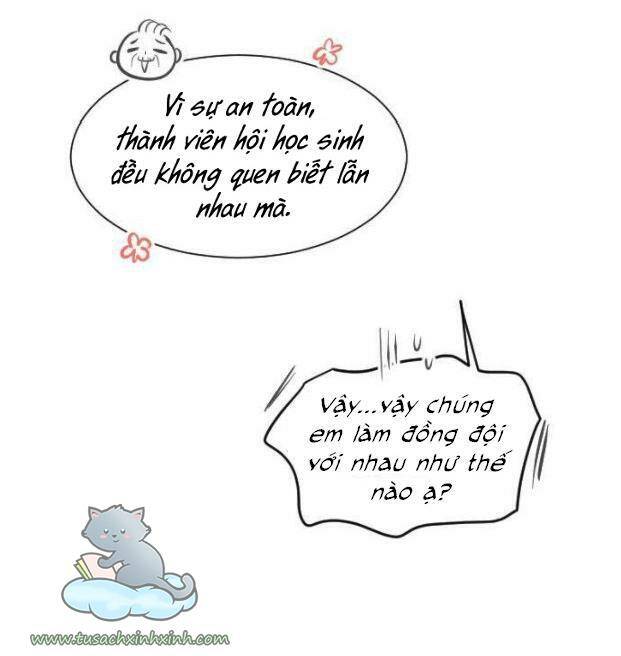 Vì sự an toàn,
thành viên hội học sinh
đều không quen biết lẫn
nhau mà.
Vậy...vậy chúng
em làm đồng đội
với nhau như thế
nào ạ?
www.tusachxinhxinh.com